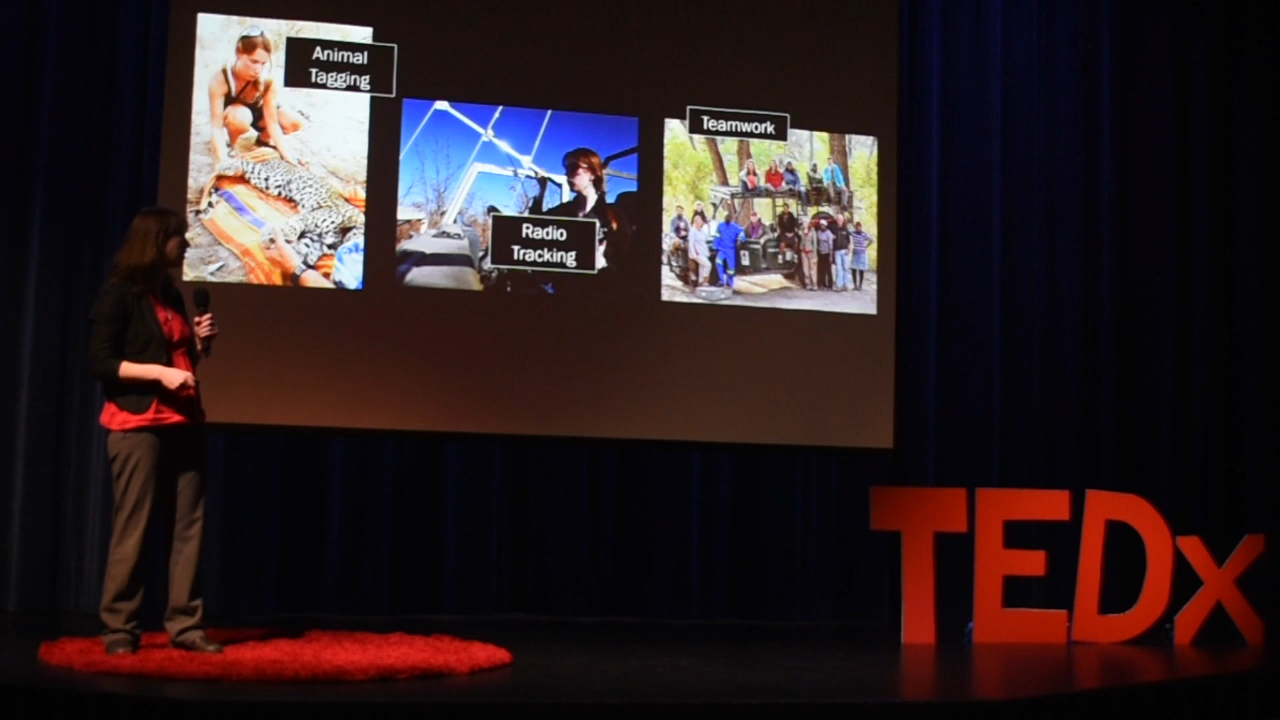 Animal
Tagging
Radio
Tracking
Teamwork
TEDx